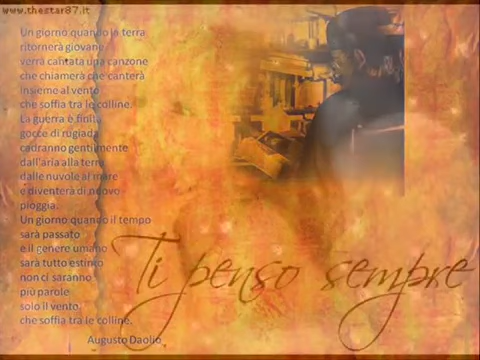 www.thestar87.it
Un giorno quando la terra
ritornerà giovane
verrà cantata una canzone
che chiamerà che canterà
insieme al vento
che soffia tra le colline.
La guerra è finita
gocce di rugiada
cadranno gentilmente
dall'aria alla terra
dalle nuvole al mare
e diventerà di nuovo
pioggia.
Un giorno quando il tempo
sarà passato
e il genere umano
sarà tutto estinto
non ci saranno
più parole
solo il vento,
che soffia tra le colline.
Augusto Daolio
Ti penso sempre